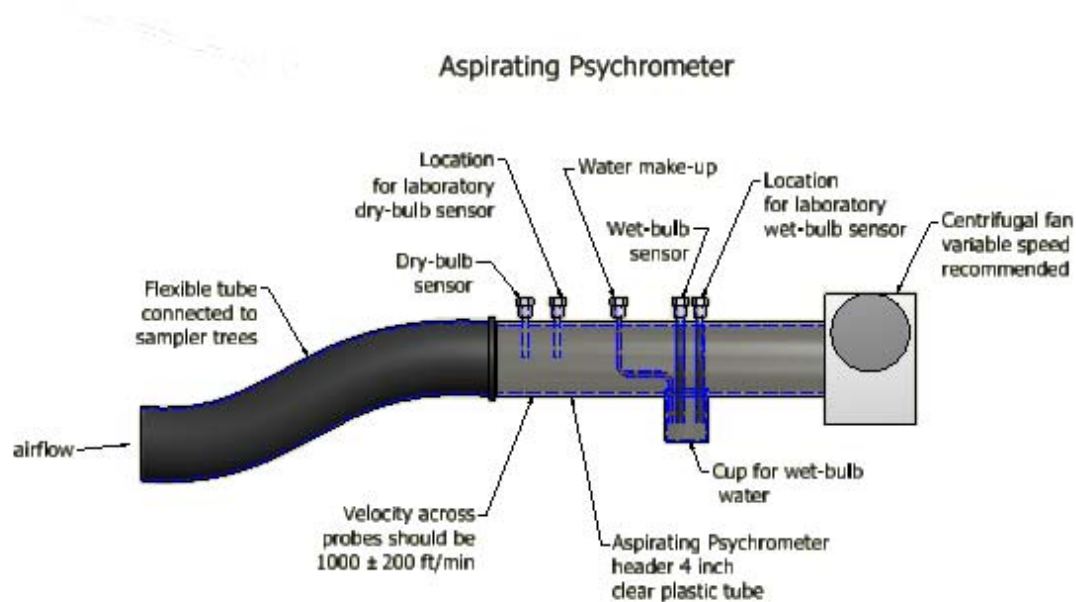 Aspirating Psychrometer
Location
for laboratory
dry-bulb sensor
Water make-up
Location
for laboratory
wet-bulb sensor
Centrifugal fan
variable speed
recommended
Wet-bulb
sensor
Dry-bulb
sensor
Flexible tube
connected to
sampler trees
airflow
Cup for wet-bulb
water
Velocity across
probes should be
1000 ± 200 ft/min
Aspirating Psychrometer
header 4 inch
clear plastic tube